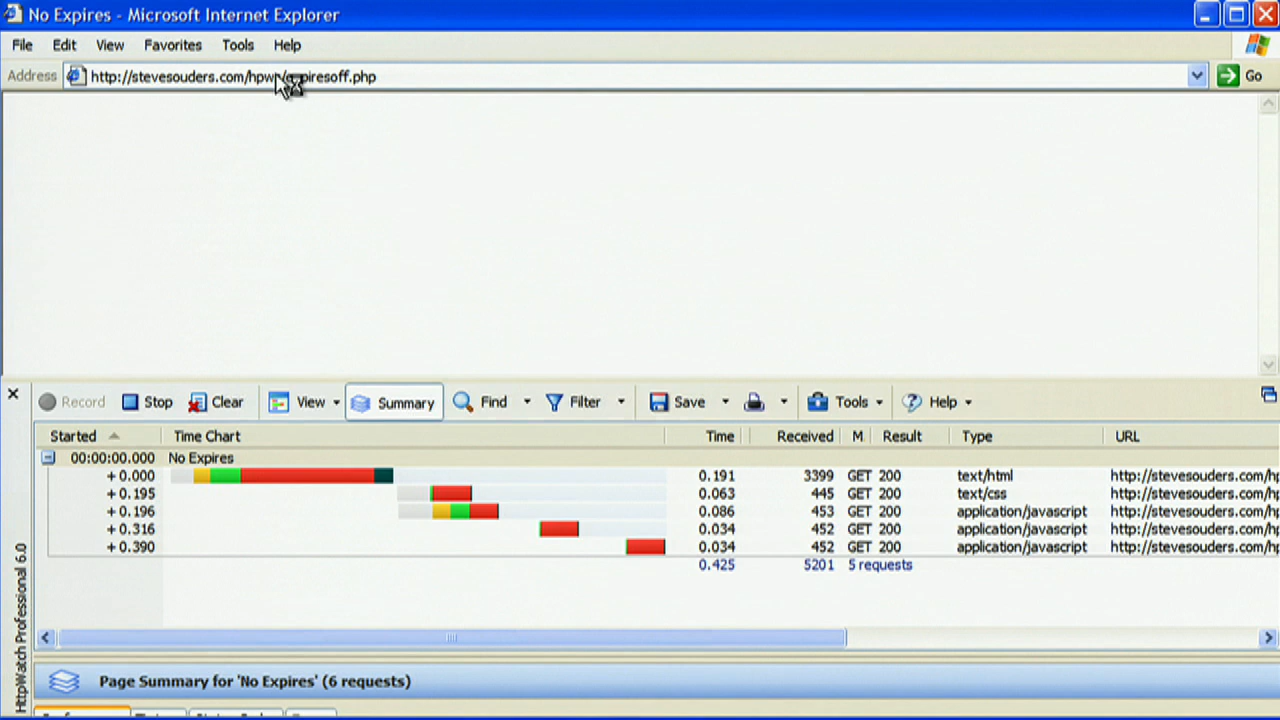 No Expires - Microsoft Internet Explorer
File Edit View Favorites Tools Help
Address http://stevesouders.com/hpws/expiresoff.php Go
Record Stop Clear View Summary Find Filter Save Tools Help
Started Time Chart Time Received M Result Type URL
00:00:00.000 No Expires
+ 0.000 0.191 3399 GET 200 text/html http://stevesouders.com/hp
+ 0.195 0.063 445 GET 200 text/css http://stevesouders.com/hp
+ 0.196 0.086 453 GET 200 application/javascript http://stevesouders.com/hp
+ 0.316 0.034 452 GET 200 application/javascript http://stevesouders.com/hp
+ 0.390 0.034 452 GET 200 application/javascript http://stevesouders.com/hp
0.425 5201 5 requests
HttpWatch Professional 6.0
Page Summary for 'No Expires' (6 requests)